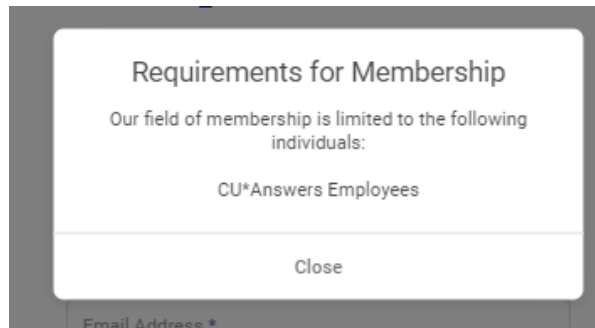 Requirements for Membership
Our field of membership is limited to the following
individuals:
CU*Answers Employees
Close
Email Address *